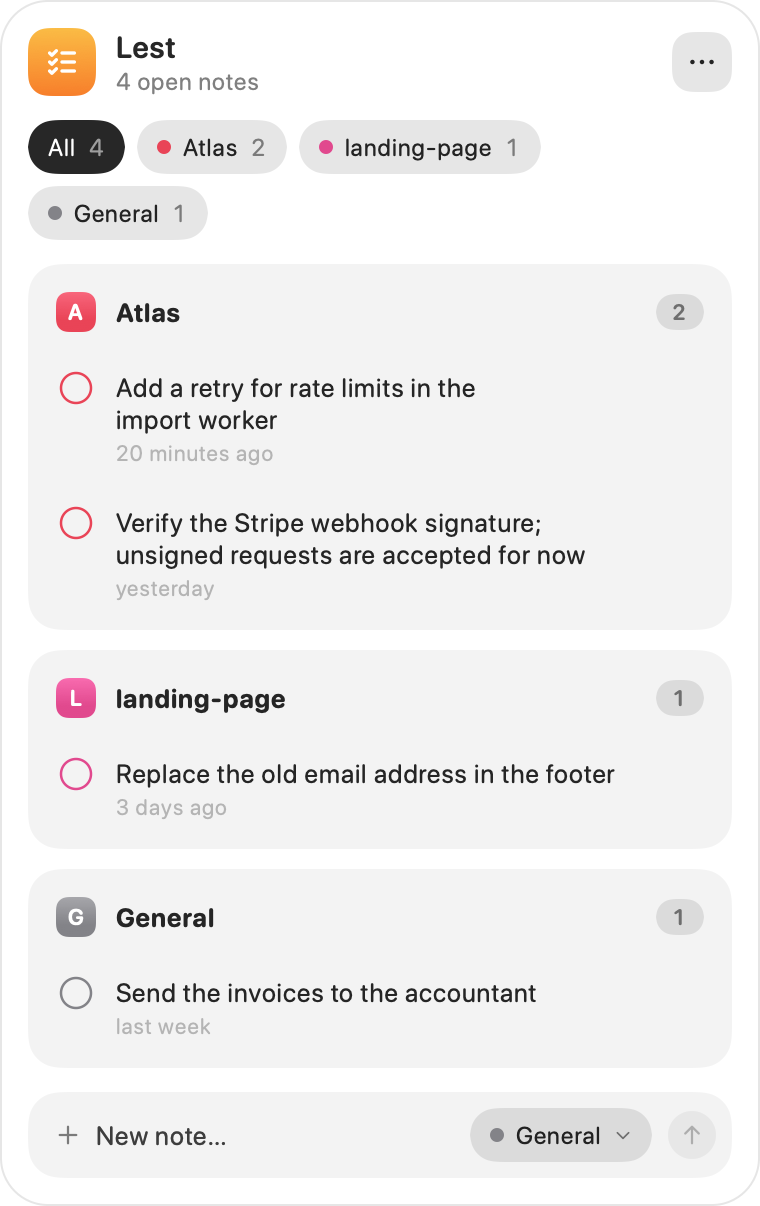 Lest
4 open notes
All 4
Atlas 2
landing-page 1
General 1
A Atlas 2
Add a retry for rate limits in the
import worker
20 minutes ago
Verify the Stripe webhook signature;
unsigned requests are accepted for now
yesterday
L landing-page 1
Replace the old email address in the footer
3 days ago
G General 1
Send the invoices to the accountant
last week
New note...
General